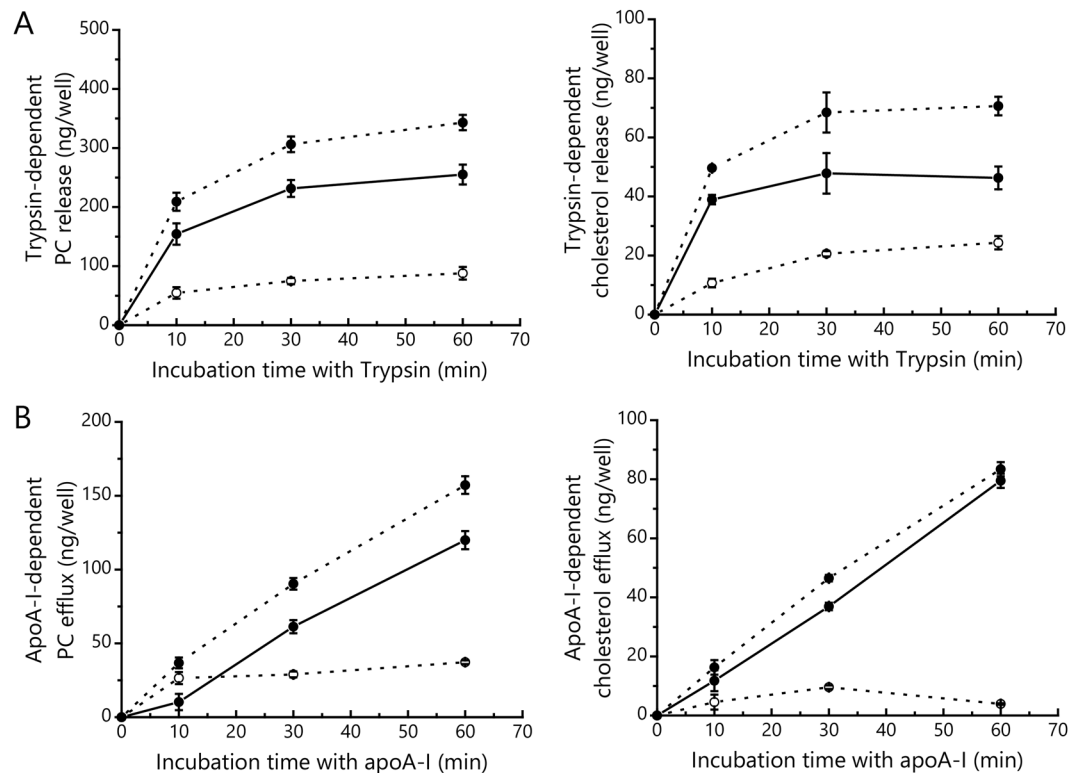 A
Trypsin-dependent
PC release (ng/well)
500
400
300
200
100
0
0 10 20 30 40 50 60 70
Incubation time with Trypsin (min)
Trypsin-dependent
cholesterol release (ng/well)
100
80
60
40
20
0
0 10 20 30 40 50 60 70
Incubation time with Trypsin (min)
B
ApoA-I-dependent
PC efflux (ng/well)
200
150
100
50
0
0 10 20 30 40 50 60 70
Incubation time with apoA-I (min)
ApoA-I-dependent
cholesterol efflux (ng/well)
100
80
60
40
20
0
0 10 20 30 40 50 60 70
Incubation time with apoA-I (min)